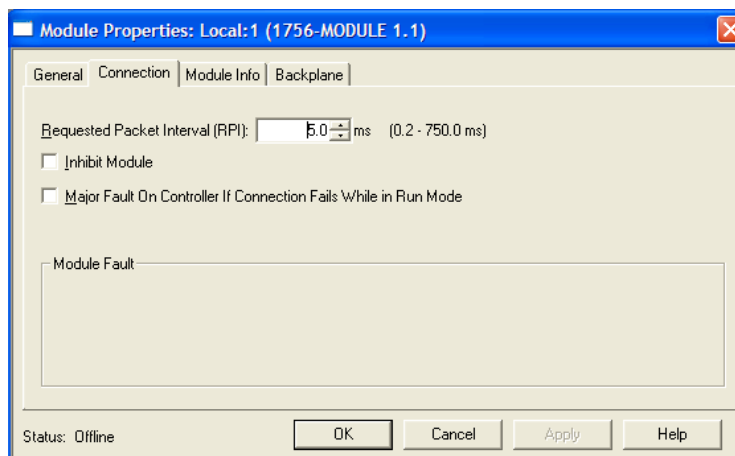 Module Properties: Local:1 (1756-MODULE 1.1)
General Connection Module Info Backplane
Requested Packet Interval (RPI): 5.0 ms (0.2 - 750.0 ms)
Inhibit Module
Major Fault On Controller If Connection Fails While in Run Mode
Module Fault
Status: Offline OK Cancel Apply Help